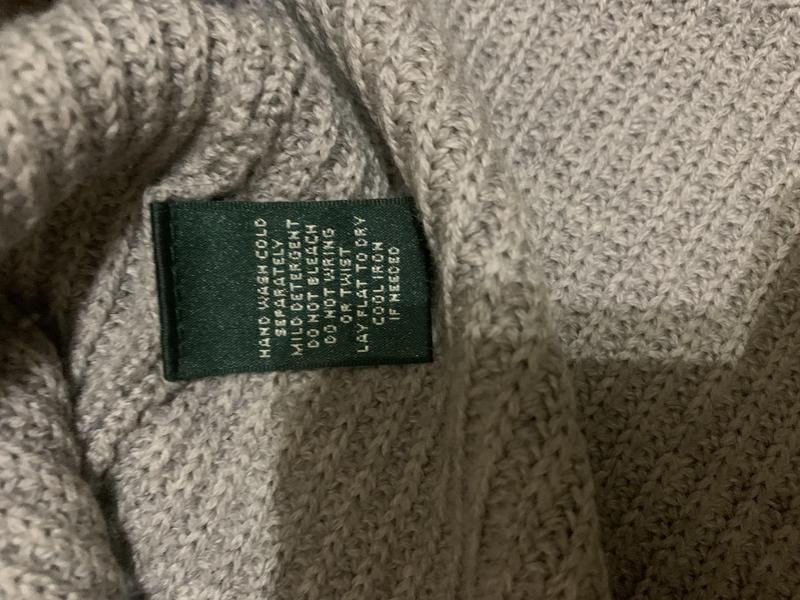 HAND WASH COLD
SEPARATELY
MILD DETERGENT
DO NOT BLEACH
DO NOT WRING
OR TWIST
LAY FLAT TO DRY
COOL IRON
IF NEEDED